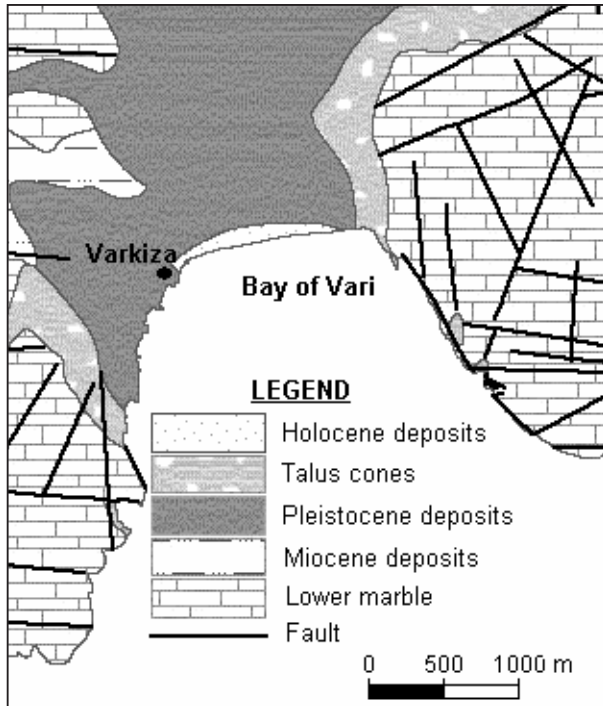 Varkiza
Bay of Vari
LEGEND
Holocene deposits
Talus cones
Pleistocene deposits
Miocene deposits
Lower marble
Fault
0 500 1000 m